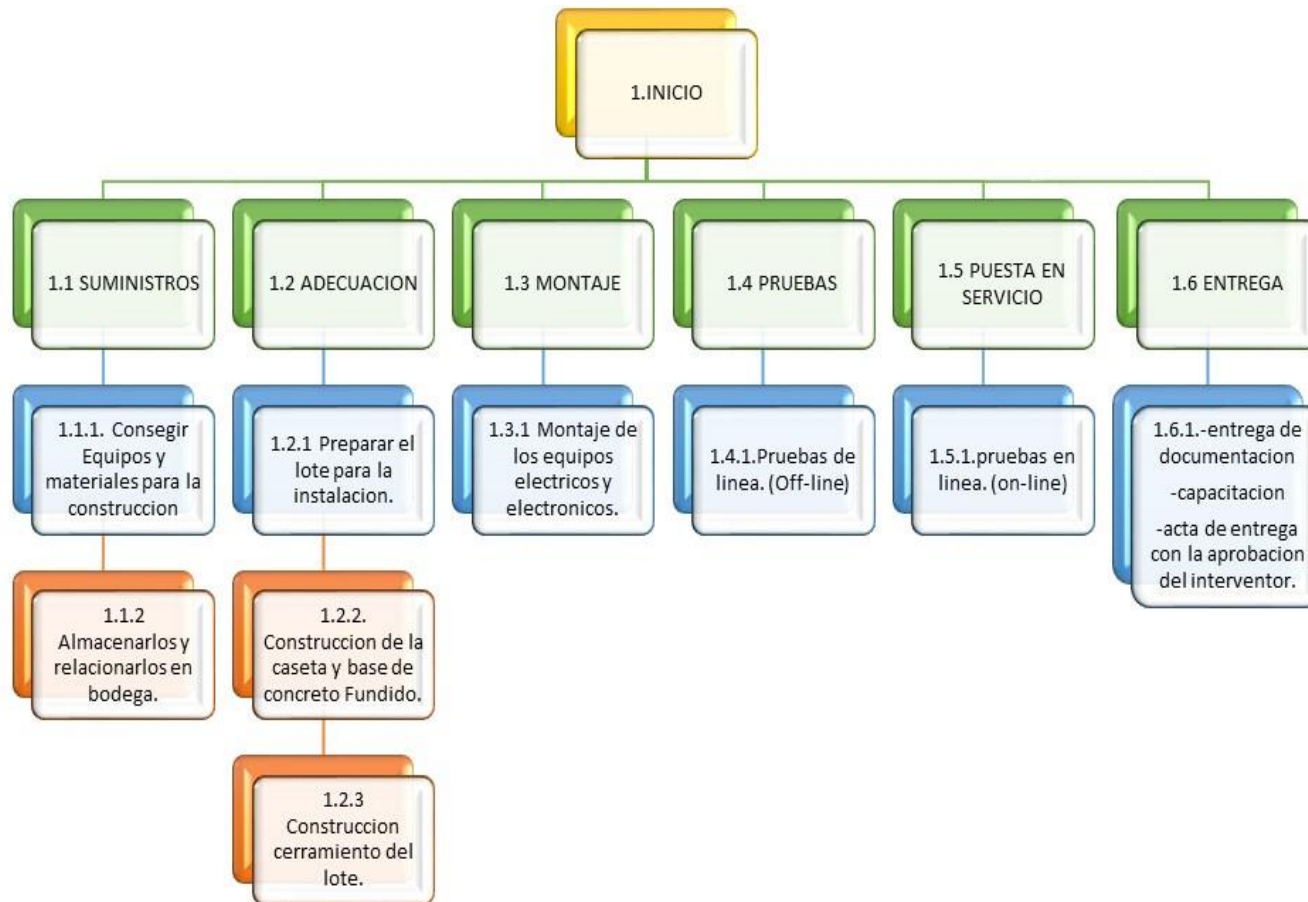 1.INICIO
1.1 SUMINISTROS
1.2 ADECUACION
1.3 MONTAJE
1.4 PRUEBAS
1.5 PUESTA EN
SERVICIO
1.6 ENTREGA
1.1.1. Consegir
Equipos y
materiales para la
construccion
1.2.1 Preparar el
lote para la
instalacion.
1.3.1 Montaje de
los equipos
electricos y
electronicos.
1.4.1.Pruebas de
linea. (Off-line)
1.5.1.pruebas en
linea. (on-line)
1.6.1.-entrega de
documentacion
-capacitacion
-acta de entrega
con la aprobacion
del interventor.
1.1.2
Almacenarlos y
relacionarlos en
bodega.
1.2.2.
Construccion de la
caseta y base de
concreto Fundido.
1.2.3
Construccion
cerramiento del
lote.